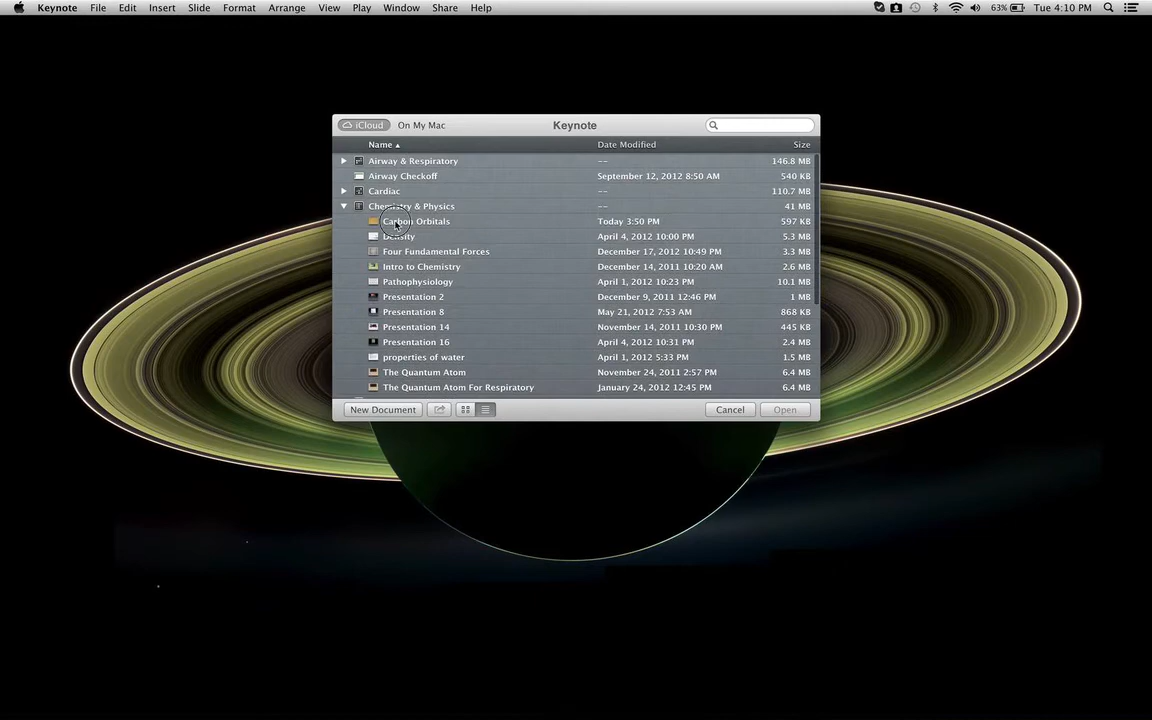 Keynote File Edit Insert Slide Format Arrange View Play Window Share Help 63% Tue 4:10 PM
iCloud On My Mac Keynote
Name Date Modified Size
Airway & Respiratory -- 146.8 MB
Airway Checkoff September 12, 2012 8:50 AM 540 KB
Cardiac -- 110.7 MB
Chemistry & Physics -- 41 MB
Carbon Orbitals Today 3:50 PM 597 KB
Density April 4, 2012 10:00 PM 5.3 MB
Four Fundamental Forces December 17, 2012 10:49 PM 3.3 MB
Intro to Chemistry December 14, 2011 10:20 AM 2.6 MB
Pathophysiology April 1, 2012 10:23 PM 10.1 MB
Presentation 2 December 9, 2011 12:46 PM 1 MB
Presentation 8 May 21, 2012 7:53 AM 868 KB
Presentation 14 November 14, 2011 10:30 PM 445 KB
Presentation 16 April 4, 2012 10:31 PM 2.4 MB
properties of water April 1, 2012 5:33 PM 1.5 MB
The Quantum Atom November 24, 2011 2:57 PM 6.4 MB
The Quantum Atom For Respiratory January 24, 2012 12:45 PM 6.4 MB
New Document Cancel Open